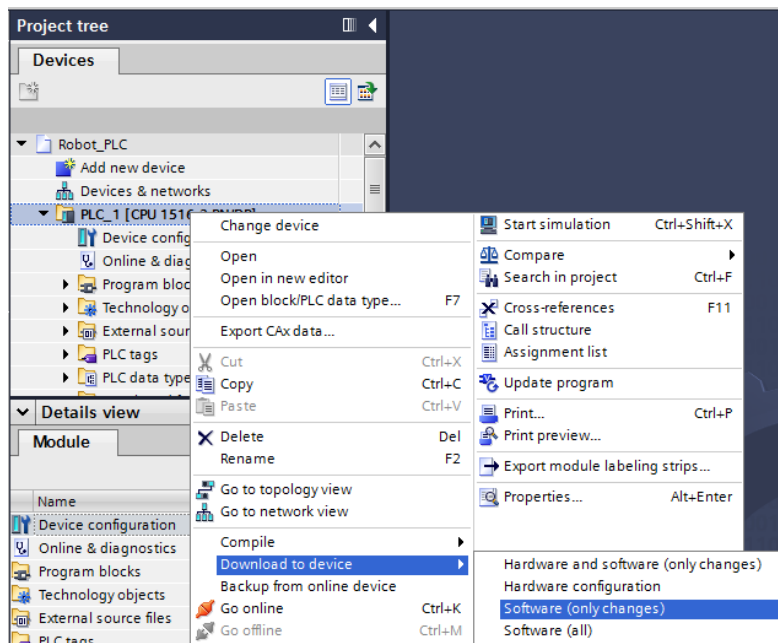 Project tree
Devices
Robot_PLC
Add new device
Devices & networks
PLC_1 [CPU 1516
Device config
Online & diag
Program bloc
Technology o
External sour
PLC tags
PLC data type
Details view
Module
Name
Device configuration
Online & diagnostics
Program blocks
Technology objects
External source files
PLC tags
Change device
Open
Open in new editor
Open block/PLC data type... F7
Export CAx data...
Cut Ctrl+X
Copy Ctrl+C
Paste Ctrl+V
Delete Del
Rename F2
Go to topology view
Go to network view
Compile
Download to device
Backup from online device
Go online Ctrl+K
Go offline Ctrl+M
Start simulation Ctrl+Shift+X
Compare
Search in project Ctrl+F
Cross-references F11
Call structure
Assignment list
Update program
Print... Ctrl+P
Print preview...
Export module labeling strips...
Properties... Alt+Enter
Hardware and software (only changes)
Hardware configuration
Software (only changes)
Software (all)